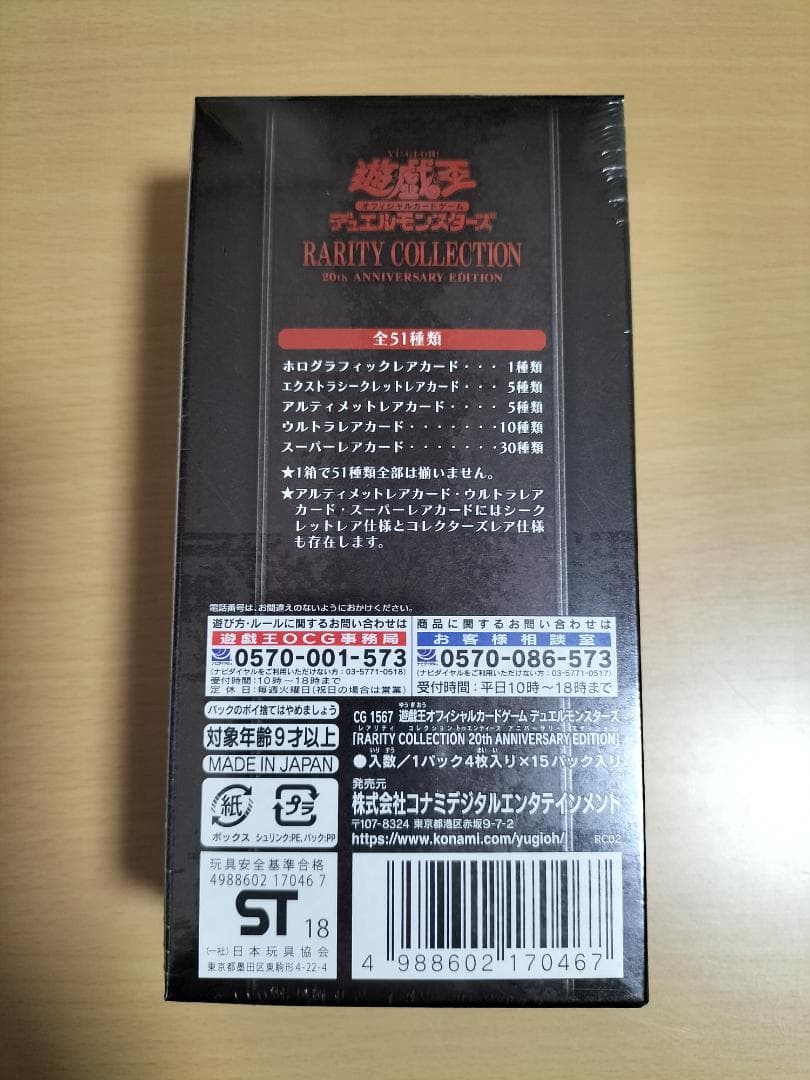 YU-GI-OH!
遊戯王
オフィシャルカードゲーム
デュエルモンスターズ
RARITY COLLECTION
20th ANNIVERSARY EDITION
全51種類
ホログラフィックレアカード・・・ 1種類
エクストラシークレットレアカード・・・ 5種類
アルティメットレアカード・・・・ 5種類
ウルトラレアカード・・・・・・・10種類
スーパーレアカード・・・・・・・30種類
★1箱で51種類全部は揃いません。
★アルティメットレアカード・ウルトラレア
カード・スーパーレアカードにはシーク
レットレア仕様とコレクターズレア仕様
も存在します。
電話番号は、お間違えのないようにおかけください。
遊び方・ルールに関するお問い合わせは
遊戯王OCG事務局
0570-001-573
(ナビダイヤルをご利用いただけない方:03-5771-0518)
受付時間:10時～18時まで
定休日:毎週火曜日(祝日の場合は営業)
商品に関するお問い合わせは
お客様相談室
0570-086-573
(ナビダイヤルをご利用いただけない方:03-5771-0517)
受付時間:平日10時～18時まで
パックのポイ捨てはやめましょう
対象年齢9才以上
MADE IN JAPAN
CG 1567 遊戯王オフィシャルカードゲーム デュエルモンスターズ
「RARITY COLLECTION 20th ANNIVERSARY EDITION」
●入数/1パック4枚入り×15パック入り
発売元
株式会社コナミデジタルエンタテインメント
〒107-8324 東京都港区赤坂9-7-2
https://www.konami.com/yugioh/
RC02
紙
ボックス
プラ
シュリンク:PE,パック:PP
玩具安全基準合格
4988602 17046 7
ST 18
(一社)日本玩具協会
東京都墨田区東駒形4-22-4
4 988602 170467